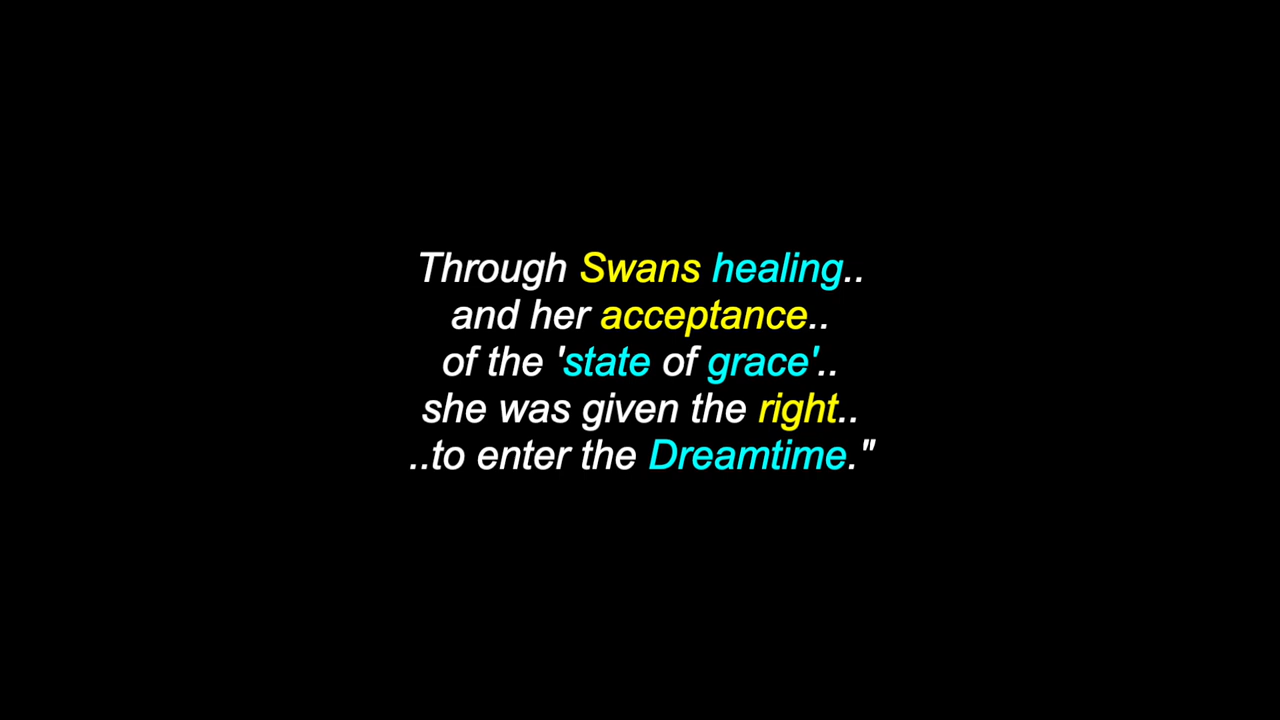 Through Swans healing..
and her acceptance..
of the 'state of grace'..
she was given the right..
..to enter the Dreamtime."